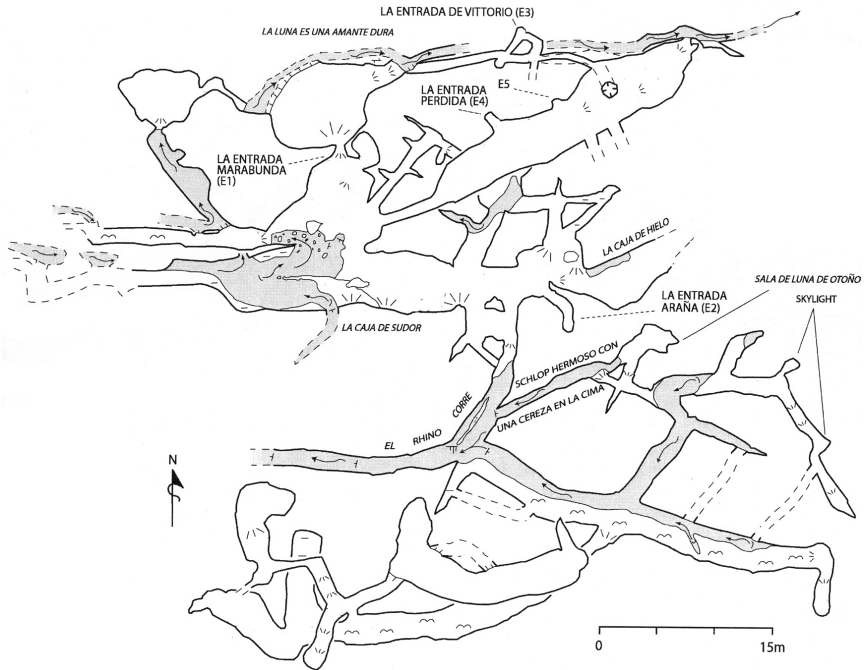 LA ENTRADA DE VITTORIO (E3)
LA LUNA ES UNA AMANTE DURA
E5
LA ENTRADA
PERDIDA (E4)
LA ENTRADA
MARABUNDA
(E1)
LA CAJA DE HIELO
SALA DE LUNA DE OTOÑO
LA ENTRADA
ARAÑA (E2)
SKYLIGHT
LA CAJA DE SUDOR
SCHLOP HERMOSO CON
UNA CEREZA EN LA CIMA
EL RHINO CORRE
N
0 15m